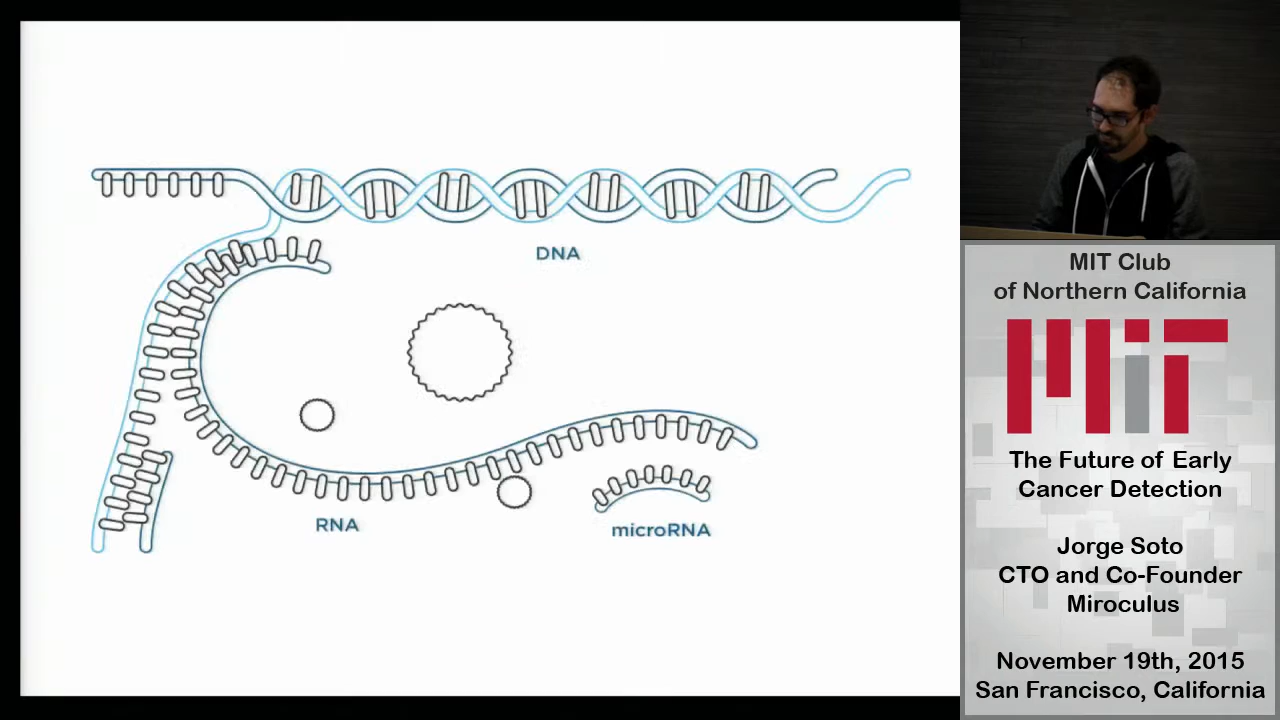 DNA
RNA
microRNA
MIT Club
of Northern California
MIT
The Future of Early
Cancer Detection
Jorge Soto
CTO and Co-Founder
Miroculus
November 19th, 2015
San Francisco, California